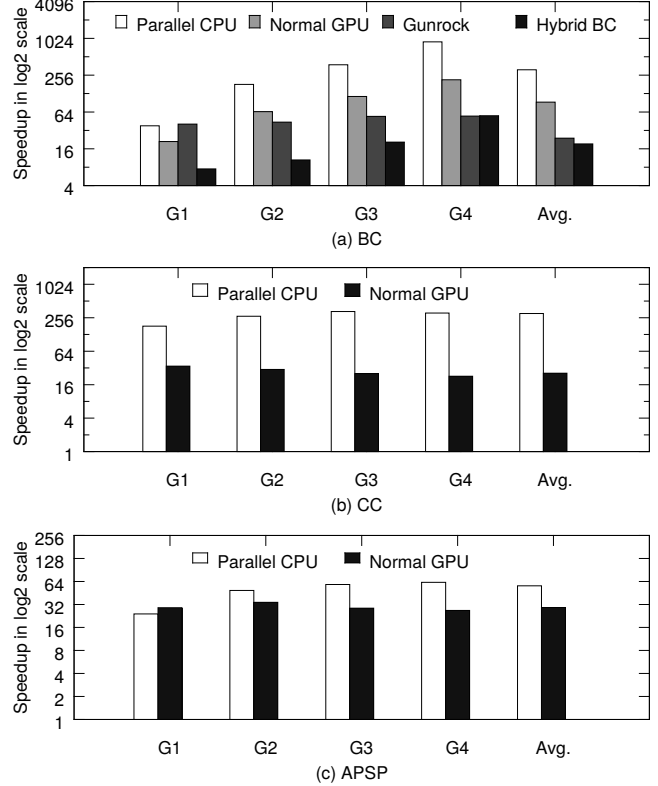 4096
Parallel CPU Normal GPU Gunrock Hybrid BC
1024
256
64
16
4
Speedup in log2 scale
G1 G2 G3 G4 Avg.
(a) BC
1024
Parallel CPU Normal GPU
256
64
16
4
1
Speedup in log2 scale
G1 G2 G3 G4 Avg.
(b) CC
256
128
Parallel CPU Normal GPU
64
32
16
8
4
2
1
Speedup in log2 scale
G1 G2 G3 G4 Avg.
(c) APSP